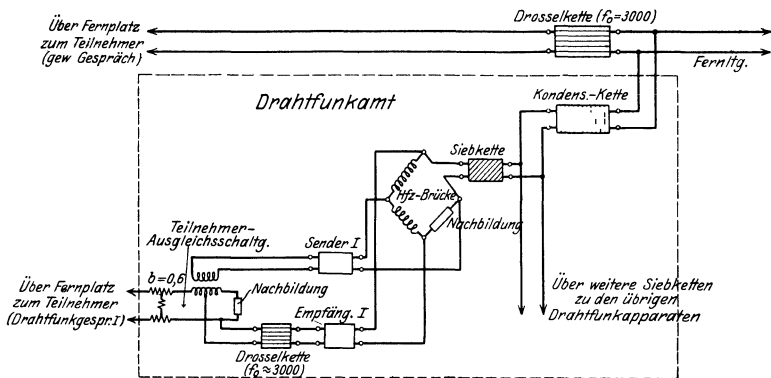 Drosselkette (f₀=3000)
Über Fernplatz
zum Teilnehmer
(gew Gespräch)
Fernltg.
Drahtfunkamt
Kondens.-Kette
Siebkette
Hfz-Brücke
Nachbildung
Teilnehmer-
Ausgleichsschaltg.
Sender I
Über Fernplatz
zum Teilnehmer
(Drahtfunkgespr.I)
b=0,6
Nachbildung
Empfäng. I
Über weitere Siebketten
zu den übrigen
Drahtfunkapparaten
Drosselkette
(f₀≈3000)